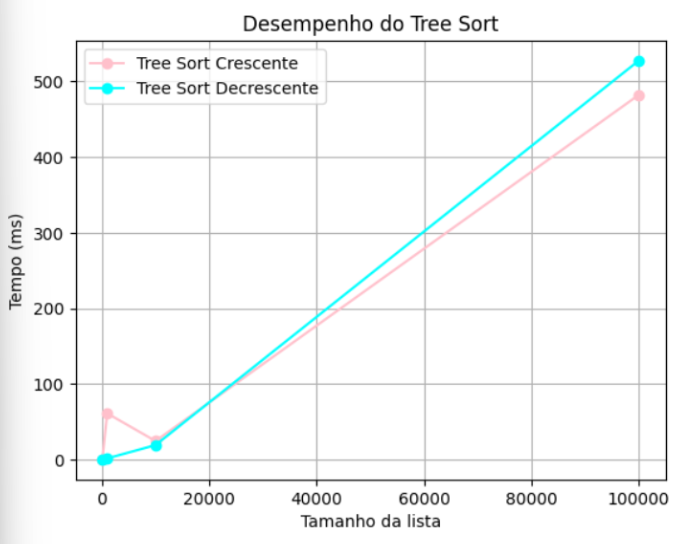 Desempenho do Tree Sort
Tree Sort Crescente
Tree Sort Decrescente
500
400
300
200
100
0
Tempo (ms)
0 20000 40000 60000 80000 100000
Tamanho da lista